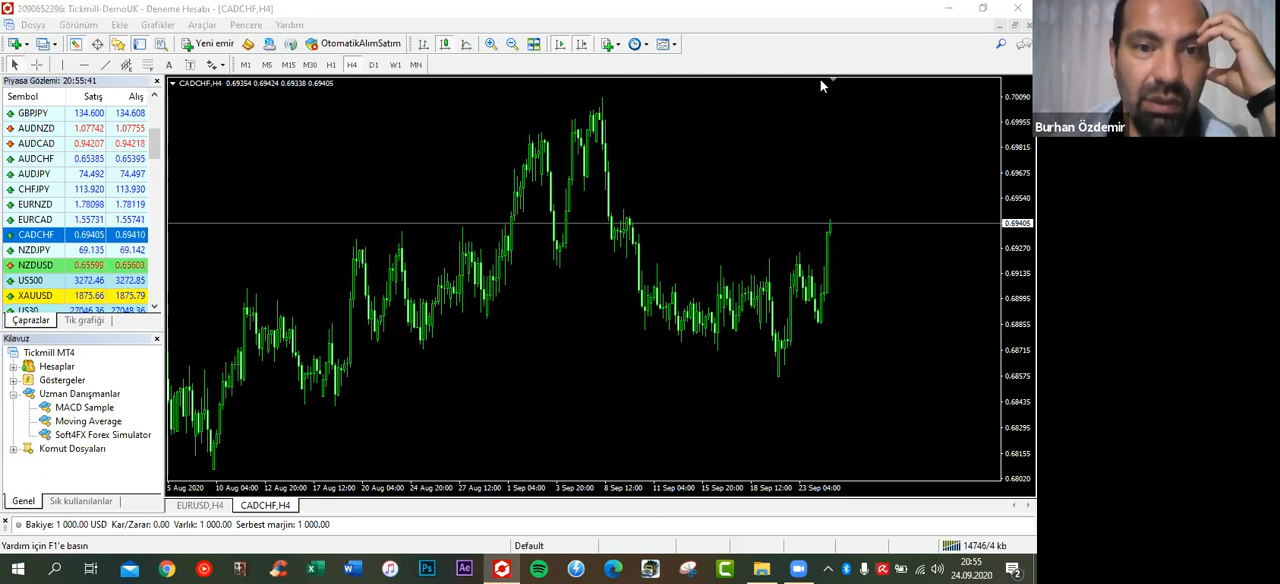 2090652396: Tickmill-DemoUK - Deneme Hesabı - [CADCHF,H4]
Dosya Görünüm Ekle Grafikler Araçlar Pencere Yardım
Yeni emir OtomatikAlımSatım
A T M1 M5 M15 M30 H1 H4 D1 W1 MN
Piyasa Gözlemi: 20:55:41
Sembol Satış Alış
GBPJPY 134.600 134.608
AUDNZD 1.07742 1.07755
AUDCAD 0.94207 0.94218
AUDCHF 0.65385 0.65395
AUDJPY 74.492 74.497
CHFJPY 113.920 113.930
EURNZD 1.78098 1.78119
EURCAD 1.55731 1.55741
CADCHF 0.69405 0.69410
NZDJPY 69.135 69.142
NZDUSD 0.65599 0.65603
US500 3272.46 3272.85
XAUUSD 1875.66 1875.79
US30 27046.36 27048.36
Çaprazlar Tik grafiği
Kılavuz
Tickmill MT4
Hesaplar
Göstergeler
Uzman Danışmanlar
MACD Sample
Moving Average
Soft4FX Forex Simulator
Komut Dosyaları
Genel Sık kullanılanlar
CADCHF,H4 0.69354 0.69424 0.69338 0.69405
0.70090
0.69955
0.69815
0.69675
0.69540
0.69405
0.69270
0.69135
0.68995
0.68855
0.68715
0.68575
0.68435
0.68295
0.68155
0.68020
5 Aug 2020 10 Aug 04:00 12 Aug 20:00 17 Aug 12:00 20 Aug 04:00 24 Aug 20:00 27 Aug 12:00 1 Sep 04:00 3 Sep 20:00 8 Sep 12:00 11 Sep 04:00 15 Sep 20:00 18 Sep 12:00 23 Sep 04:00
EURUSD,H4 CADCHF,H4
Bakiye: 1 000.00 USD Kar/Zarar: 0.00 Varlık: 1 000.00 Serbest marjin: 1 000.00
Yardım için F1'e basın Default 14746/4 kb
Ps Ae
20:55
24.09.2020
2
Burhan Özdemir